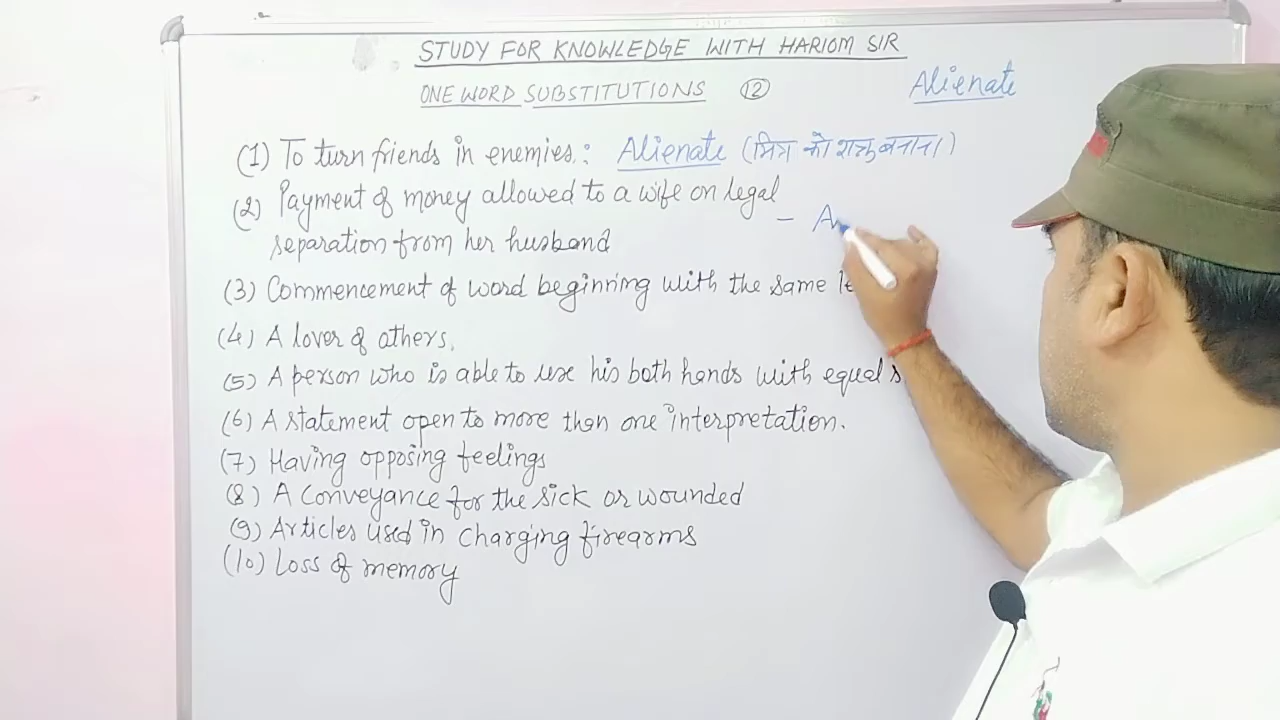 STUDY FOR KNOWLEDGE WITH HARIOM SIR
ONE WORD SUBSTITUTIONS (12)
Alienate
(1) To turn friends in enemies: Alienate (मित्र को शत्रु बनाना)
(2) Payment of money allowed to a wife on legal
separation from her husband - A
(3) Commencement of word beginning with the same le
(4) A lover of others.
(5) A person who is able to use his both hands with equal s
(6) A statement open to more than one interpretation.
(7) Having opposing feelings
(8) A conveyance for the sick or wounded
(9) Articles used in charging firearms
(10) Loss of memory